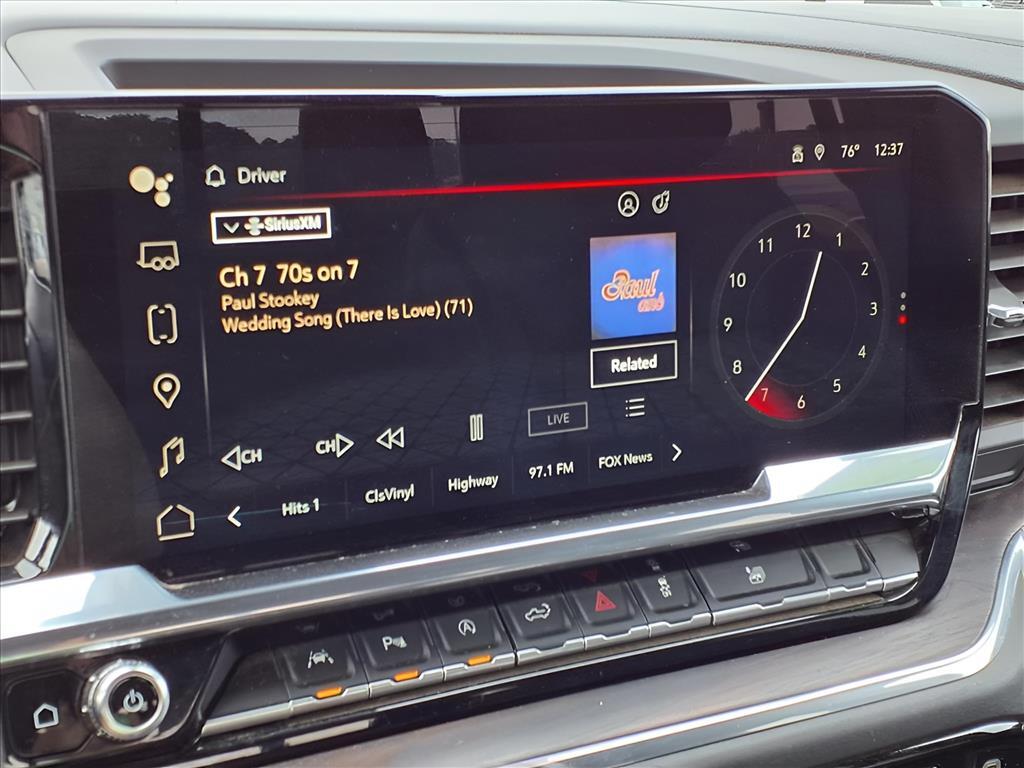 Driver
76° 12:37
SiriusXM
Ch 7 70s on 7
Paul Stookey
Wedding Song (There Is Love) (71)
Paul
and
Related
12
1
2
3
4
5
6
7
8
9
10
11
CH
CH
LIVE
Hits 1
ClsVinyl
Highway
97.1 FM
FOX News
P
A